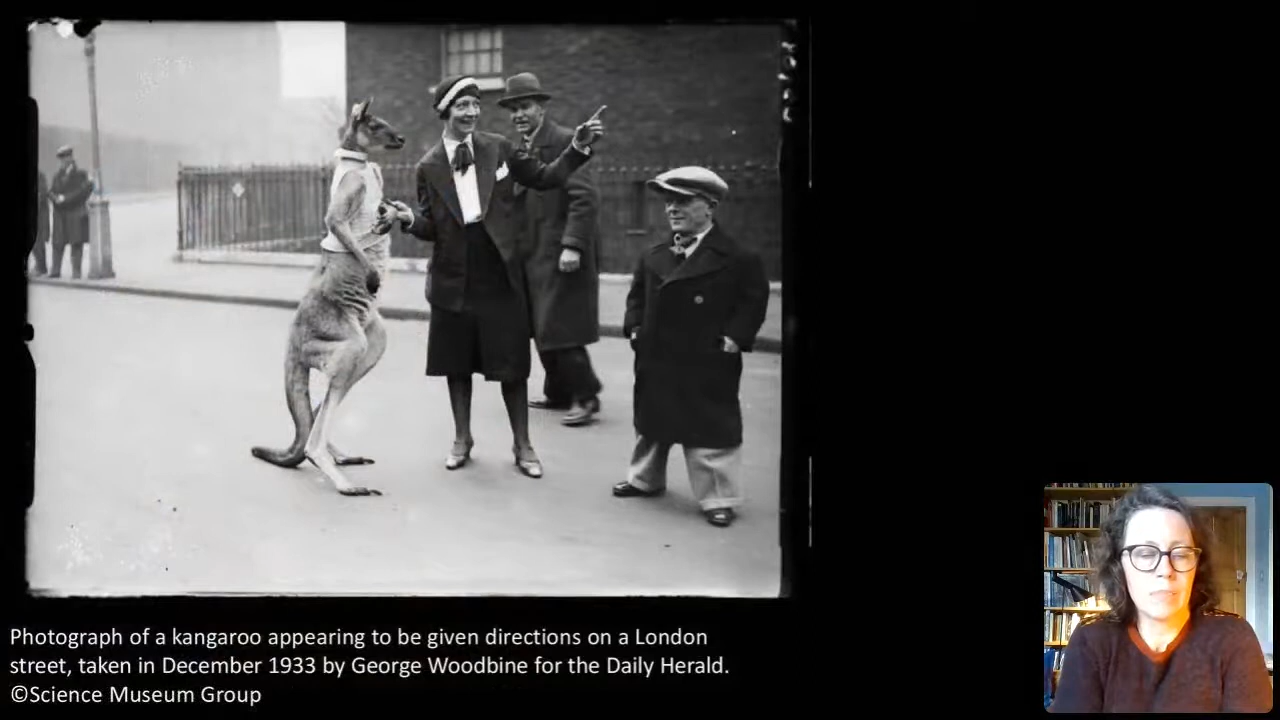 Photograph of a kangaroo appearing to be given directions on a London
street, taken in December 1933 by George Woodbine for the Daily Herald.
©Science Museum Group